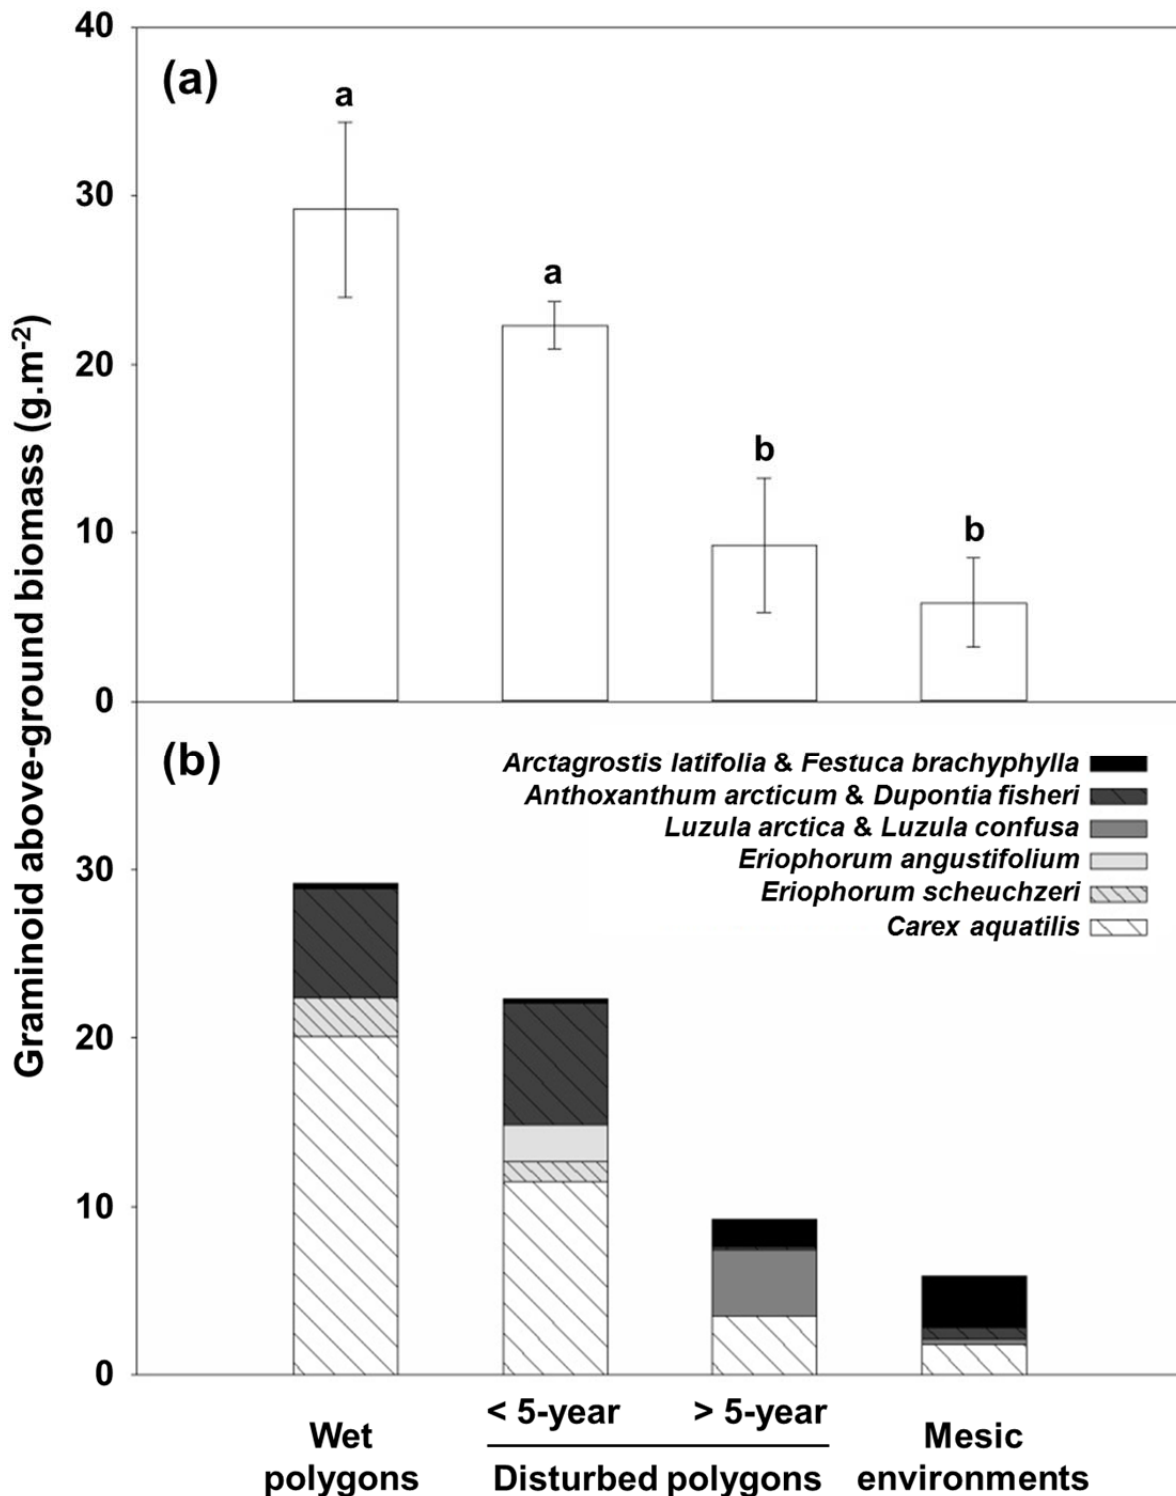 Graminoid above-ground biomass (g.m-2)
40
30
20
10
0
(a)
a
a
b
b
(b)
30
20
10
0
Arctagrostis latifolia & Festuca brachyphylla
Anthoxanthum arcticum & Dupontia fisheri
Luzula arctica & Luzula confusa
Eriophorum angustifolium
Eriophorum scheuchzeri
Carex aquatilis
Wet
polygons
< 5-year
> 5-year
Disturbed polygons
Mesic
environments